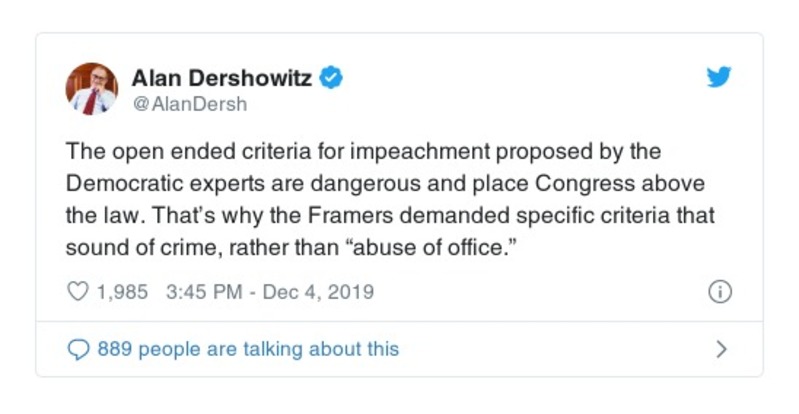 Alan Dershowitz
@AlanDersh
The open ended criteria for impeachment proposed by the
Democratic experts are dangerous and place Congress above
the law. That’s why the Framers demanded specific criteria that
sound of crime, rather than “abuse of office.”
1,985 3:45 PM - Dec 4, 2019
889 people are talking about this